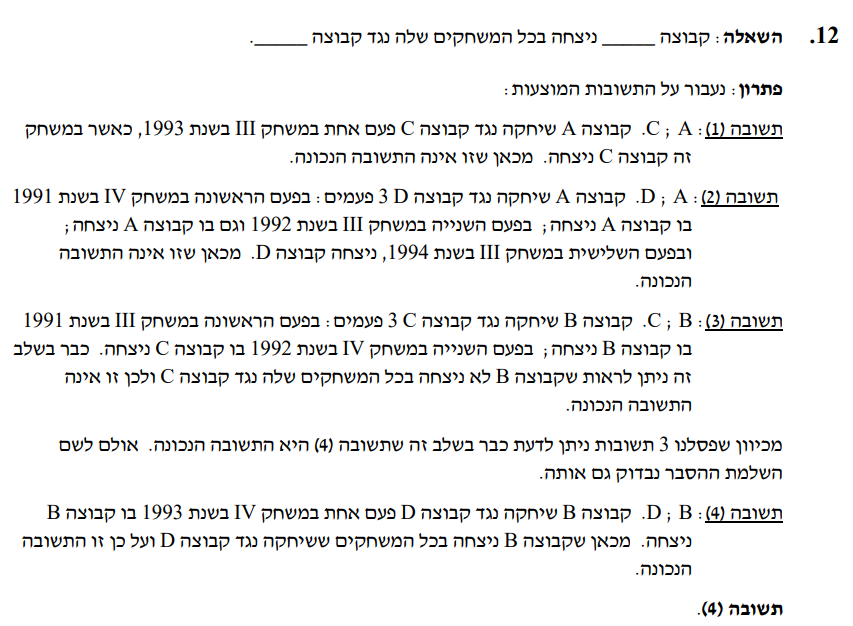 12. השאלה: קבוצה _____ ניצחה בכל המשחקים שלה נגד קבוצה _____.
פתרון: נעבור על התשובות המוצעות:
תשובה (1): A ; C. קבוצה A שיחקה נגד קבוצה C פעם אחת במשחק III בשנת 1993, כאשר במשחק
זה קבוצה C ניצחה. מכאן שזו אינה התשובה הנכונה.
תשובה (2): A ; D. קבוצה A שיחקה נגד קבוצה D 3 פעמים: בפעם הראשונה במשחק IV בשנת 1991
בו קבוצה A ניצחה; בפעם השנייה במשחק III בשנת 1992 וגם בו קבוצה A ניצחה;
ובפעם השלישית במשחק III בשנת 1994, ניצחה קבוצה D. מכאן שזו אינה התשובה
הנכונה.
תשובה (3): B ; C. קבוצה B שיחקה נגד קבוצה C 3 פעמים: בפעם הראשונה במשחק III בשנת 1991
בו קבוצה B ניצחה; בפעם השנייה במשחק IV בשנת 1992 בו קבוצה C ניצחה. כבר בשלב
זה ניתן לראות שקבוצה B לא ניצחה בכל המשחקים שלה נגד קבוצה C ולכן זו אינה
התשובה הנכונה.
מכיוון שפסלנו 3 תשובות ניתן לדעת כבר בשלב זה שתשובה (4) היא התשובה הנכונה. אולם לשם
השלמת ההסבר נבדוק גם אותה.
תשובה (4): B ; D. קבוצה B שיחקה נגד קבוצה D פעם אחת במשחק IV בשנת 1993 בו קבוצה B
ניצחה. מכאן שקבוצה B ניצחה בכל המשחקים ששיחקה נגד קבוצה D ועל כן זו התשובה
הנכונה.
תשובה (4).